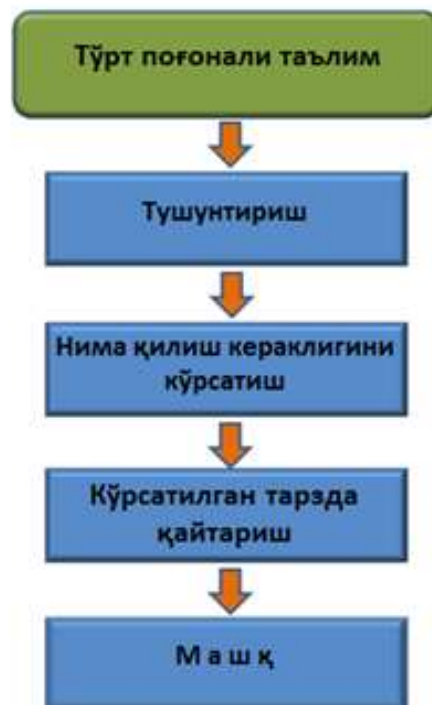 Тўрт поғонали таълим
Тушунтириш
Нима қилиш кераклигини
кўрсатиш
Кўрсатилган тарзда
қайтариш
М а ш қ